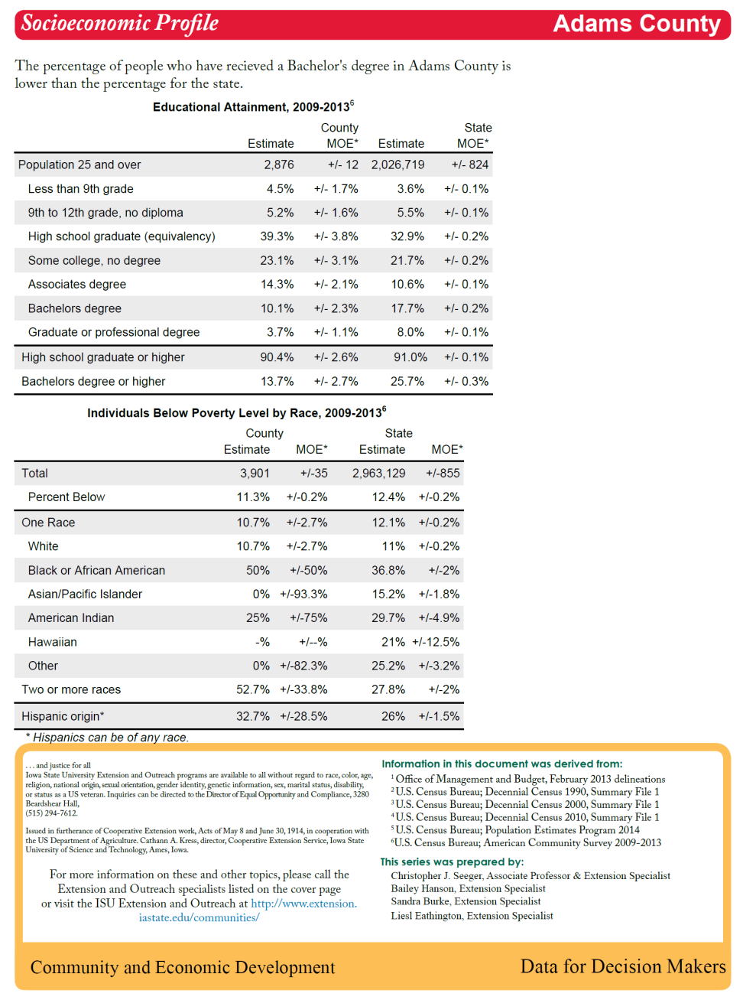 Socioeconomic Profile Adams County
The percentage of people who have recieved a Bachelor's degree in Adams County is
lower than the percentage for the state.
Educational Attainment, 2009-2013⁶
County State
Estimate MOE* Estimate MOE*
Population 25 and over 2,876 +/- 12 2,026,719 +/- 824
Less than 9th grade 4.5% +/- 1.7% 3.6% +/- 0.1%
9th to 12th grade, no diploma 5.2% +/- 1.6% 5.5% +/- 0.1%
High school graduate (equivalency) 39.3% +/- 3.8% 32.9% +/- 0.2%
Some college, no degree 23.1% +/- 3.1% 21.7% +/- 0.2%
Associates degree 14.3% +/- 2.1% 10.6% +/- 0.1%
Bachelors degree 10.1% +/- 2.3% 17.7% +/- 0.2%
Graduate or professional degree 3.7% +/- 1.1% 8.0% +/- 0.1%
High school graduate or higher 90.4% +/- 2.6% 91.0% +/- 0.1%
Bachelors degree or higher 13.7% +/- 2.7% 25.7% +/- 0.3%
Individuals Below Poverty Level by Race, 2009-2013⁶
County State
Estimate MOE* Estimate MOE*
Total 3,901 +/-35 2,963,129 +/-855
Percent Below 11.3% +/-0.2% 12.4% +/-0.2%
One Race 10.7% +/-2.7% 12.1% +/-0.2%
White 10.7% +/-2.7% 11% +/-0.2%
Black or African American 50% +/-50% 36.8% +/-2%
Asian/Pacific Islander 0% +/-93.3% 15.2% +/-1.8%
American Indian 25% +/-75% 29.7% +/-4.9%
Hawaiian -% +/--% 21% +/-12.5%
Other 0% +/-82.3% 25.2% +/-3.2%
Two or more races 52.7% +/-33.8% 27.8% +/-2%
Hispanic origin* 32.7% +/-28.5% 26% +/-1.5%
* Hispanics can be of any race.
. . . and justice for all
Iowa State University Extension and Outreach programs are available to all without regard to race, color, age,
religion, national origin, sexual orientation, gender identity, genetic information, sex, marital status, disability,
or status as a US veteran. Inquiries can be directed to the Director of Equal Opportunity and Compliance, 3280
Beardshear Hall,
(515) 294-7612.
Issued in furtherance of Cooperative Extension work, Acts of May 8 and June 30, 1914, in cooperation with
the US Department of Agriculture. Cathann A. Kress, director, Cooperative Extension Service, Iowa State
University of Science and Technology, Ames, Iowa.
For more information on these and other topics, please call the
Extension and Outreach specialists listed on the cover page
or visit the ISU Extension and Outreach at http://www.extension.
iastate.edu/communities/
Information in this document was derived from:
¹ Office of Management and Budget, February 2013 delineations
² U.S. Census Bureau; Decennial Census 1990, Summary File 1
³ U.S. Census Bureau; Decennial Census 2000, Summary File 1
⁴ U.S. Census Bureau; Decennial Census 2010, Summary File 1
⁵ U.S. Census Bureau; Population Estimates Program 2014
⁶U.S. Census Bureau; American Community Survey 2009-2013
This series was prepared by:
Christopher J. Seeger, Associate Professor & Extension Specialist
Bailey Hanson, Extension Specialist
Sandra Burke, Extension Specialist
Liesl Eathington, Extension Specialist
Community and Economic Development Data for Decision Makers